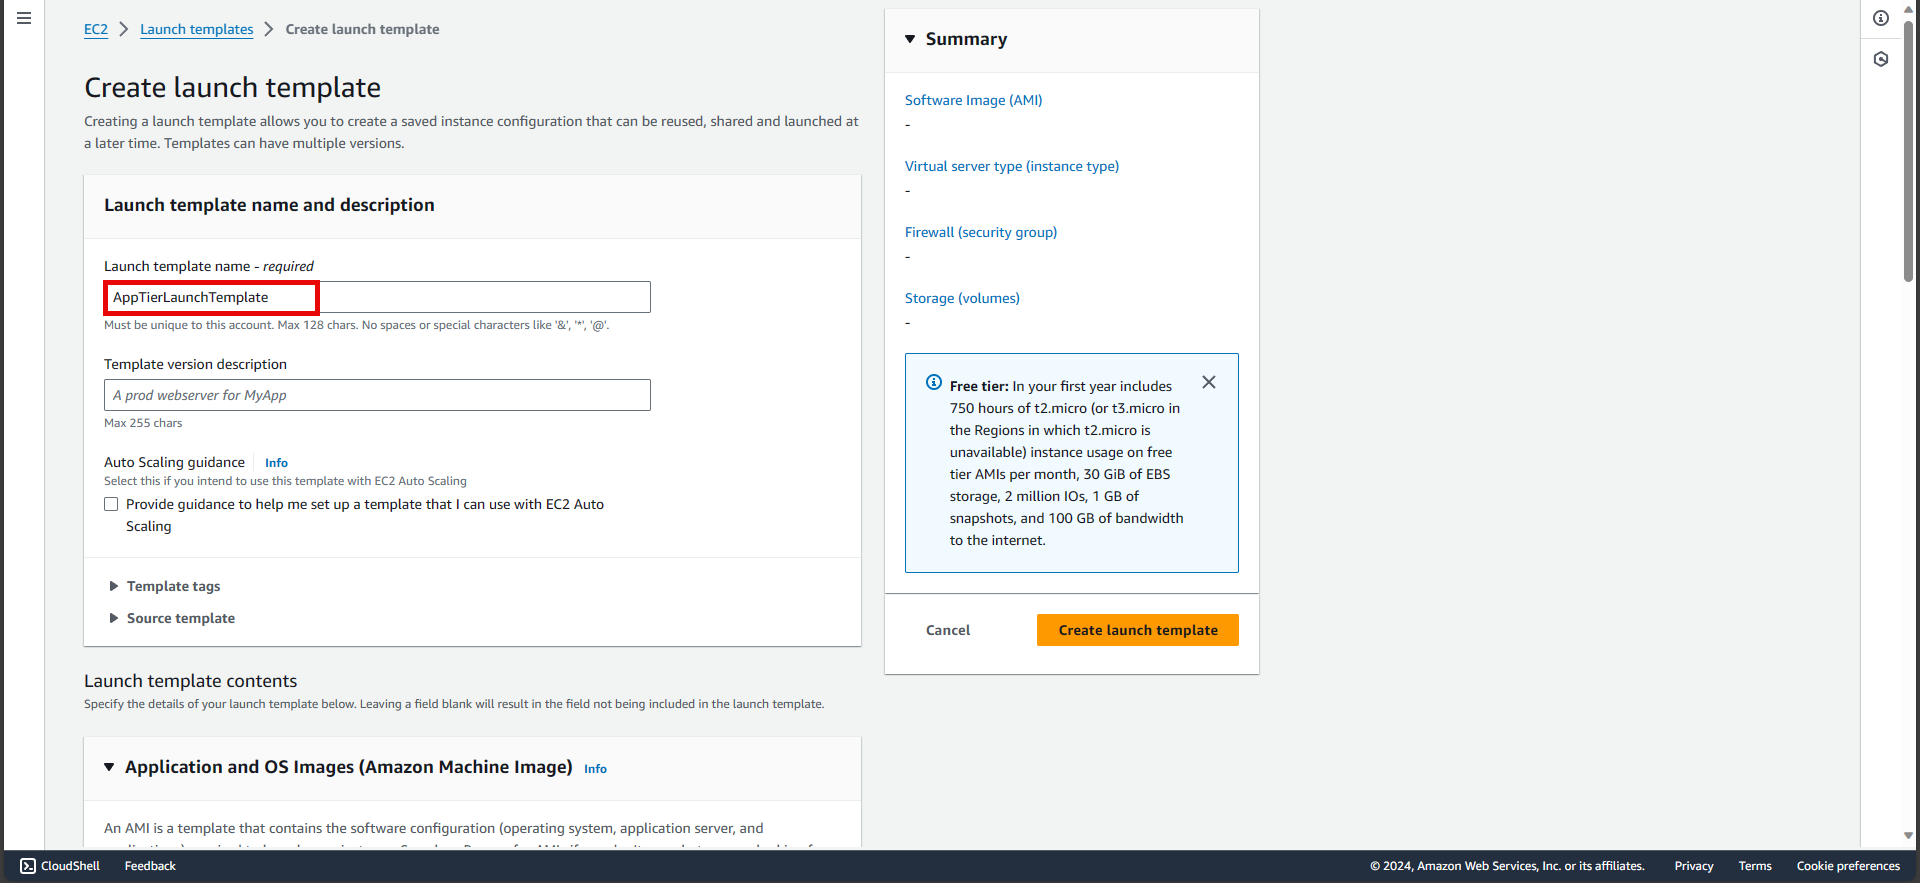 EC2 Launch templates Create launch template
Create launch template
Creating a launch template allows you to create a saved instance configuration that can be reused, shared and launched at
a later time. Templates can have multiple versions.
Launch template name and description
Launch template name - required
AppTierLaunchTemplate
Must be unique to this account. Max 128 chars. No spaces or special characters like '&', '*', '@'.
Template version description
A prod webserver for MyApp
Max 255 chars
Auto Scaling guidance Info
Select this if you intend to use this template with EC2 Auto Scaling
Provide guidance to help me set up a template that I can use with EC2 Auto
Scaling
Template tags
Source template
Launch template contents
Specify the details of your launch template below. Leaving a field blank will result in the field not being included in the launch template.
Application and OS Images (Amazon Machine Image) Info
An AMI is a template that contains the software configuration (operating system, application server, and
Summary
Software Image (AMI)
-
Virtual server type (instance type)
-
Firewall (security group)
-
Storage (volumes)
-
Free tier: In your first year includes
750 hours of t2.micro (or t3.micro in
the Regions in which t2.micro is
unavailable) instance usage on free
tier AMIs per month, 30 GiB of EBS
storage, 2 million IOs, 1 GB of
snapshots, and 100 GB of bandwidth
to the internet.
Cancel Create launch template
CloudShell Feedback © 2024, Amazon Web Services, Inc. or its affiliates. Privacy Terms Cookie preferences